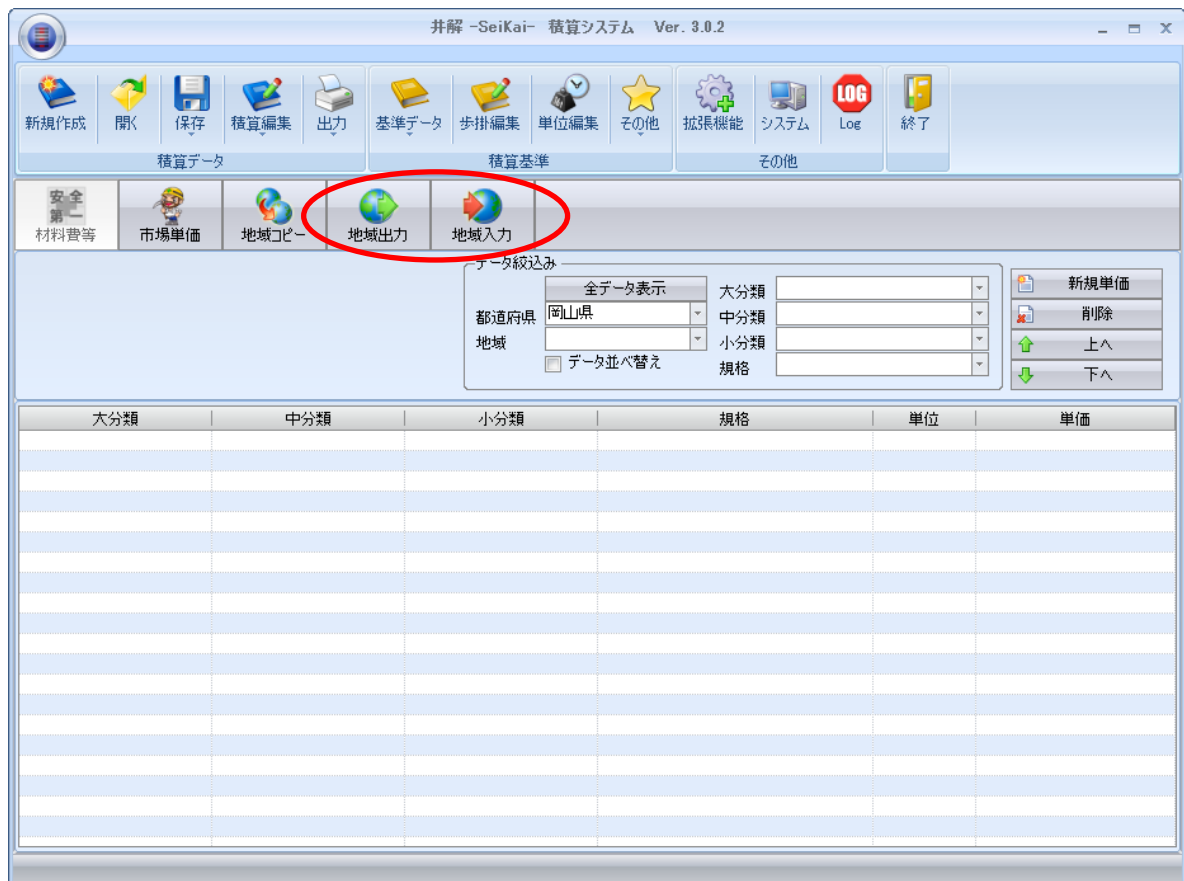 井解 -SeiKai- 積算システム Ver. 3.0.2
新規作成 開く 保存 積算編集 出力 基準データ 歩掛編集 単位編集 その他 拡張機能 システム LOG Log 終了
積算データ 積算基準 その他
安全
第一
材料費等 市場単価 地域コピー 地域出力 地域入力
データ絞込み
全データ表示 大分類 新規単価
都道府県 岡山県 中分類 削除
地域 小分類 上へ
データ並べ替え 規格 下へ
大分類 中分類 小分類 規格 単位 単価